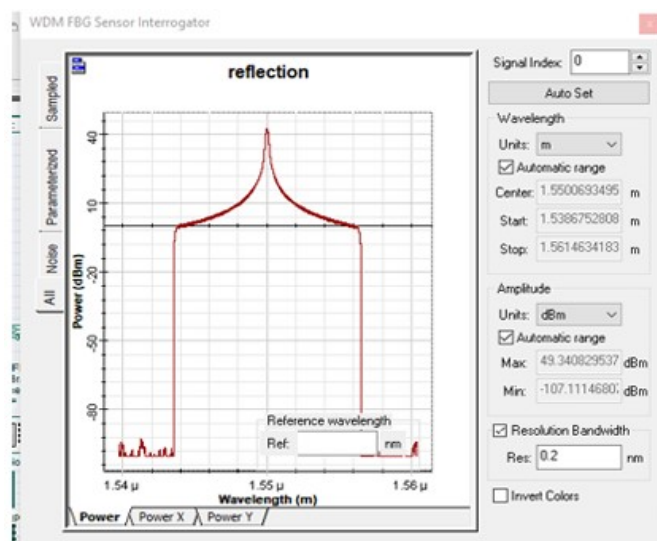 WDM FBG Sensor Interrogator
x
Sampled
Parameterized
Noise
All
reflection
Power (dBm)
40
10
-20
-50
-80
1.54 µ
1.55 µ
1.56 µ
Wavelength (m)
Reference wavelength
Ref:
nm
Power
Power X
Power Y
Signal Index:
0
Auto Set
Wavelength
Units:
m
Automatic range
Center:
1.5500693495
m
Start:
1.5386752808
m
Stop:
1.5614634183
m
Amplitude
Units:
dBm
Automatic range
Max:
49.340829537
dBm
Min:
dBm
Resolution Bandwidth
Res:
0.2
nm
Invert Colors